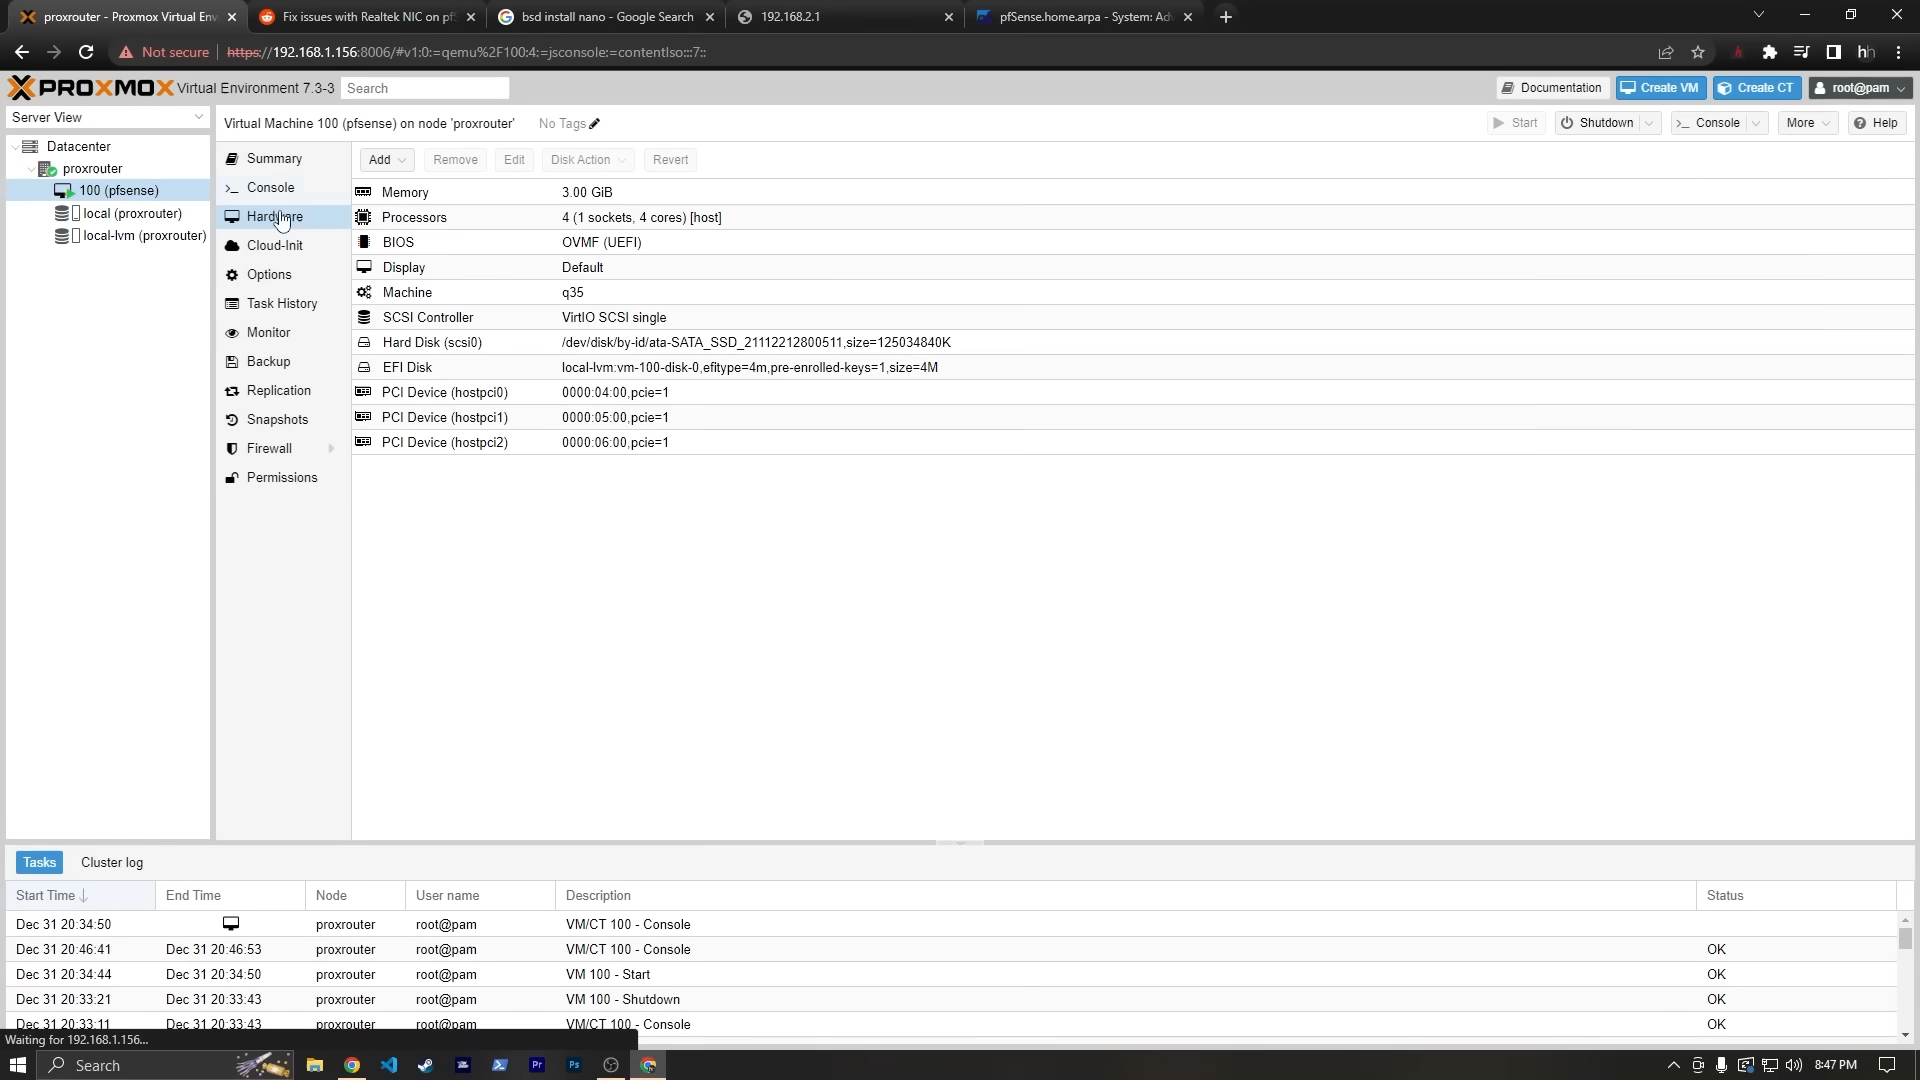 proxrouter - Proxmox Virtual Env
Fix issues with Realtek NIC on pfS
bsd install nano - Google Search
192.168.2.1
pfSense.home.arpa - System: Adv
Not secure
https://192.168.1.156:8006/#v1:0:=qemu%2F100:4:=jsconsole:=contentIso:::7::
hh
PROXMOX Virtual Environment 7.3-3
Search
Documentation
Create VM
Create CT
root@pam
Server View
Virtual Machine 100 (pfsense) on node 'proxrouter'
No Tags
Start
Shutdown
Console
More
Help
Datacenter
proxrouter
100 (pfsense)
local (proxrouter)
local-lvm (proxrouter)
Summary
Console
Hardware
Cloud-Init
Options
Task History
Monitor
Backup
Replication
Snapshots
Firewall
Permissions
Add
Remove
Edit
Disk Action
Revert
Memory 3.00 GiB
Processors 4 (1 sockets, 4 cores) [host]
BIOS OVMF (UEFI)
Display Default
Machine q35
SCSI Controller VirtIO SCSI single
Hard Disk (scsi0) /dev/disk/by-id/ata-SATA_SSD_21112212800511,size=125034840K
EFI Disk local-lvm:vm-100-disk-0,efitype=4m,pre-enrolled-keys=1,size=4M
PCI Device (hostpci0) 0000:04:00,pcie=1
PCI Device (hostpci1) 0000:05:00,pcie=1
PCI Device (hostpci2) 0000:06:00,pcie=1
Tasks
Cluster log
Start Time End Time Node User name Description Status
Dec 31 20:34:50 proxrouter root@pam VM/CT 100 - Console
Dec 31 20:46:41 Dec 31 20:46:53 proxrouter root@pam VM/CT 100 - Console OK
Dec 31 20:34:44 Dec 31 20:34:50 proxrouter root@pam VM 100 - Start OK
Dec 31 20:33:21 Dec 31 20:33:43 proxrouter root@pam VM 100 - Shutdown OK
Dec 31 20:33:11 Dec 31 20:33:43 proxrouter root@pam VM/CT 100 - Console OK
Waiting for 192.168.1.156...
Search
Pr
Ps
8:47 PM